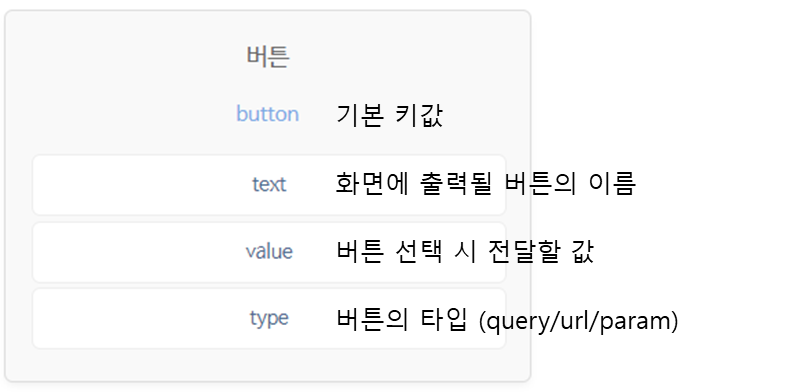 버튼
button 기본 키값
text 화면에 출력될 버튼의 이름
value 버튼 선택 시 전달할 값
type 버튼의 타입 (query/url/param)